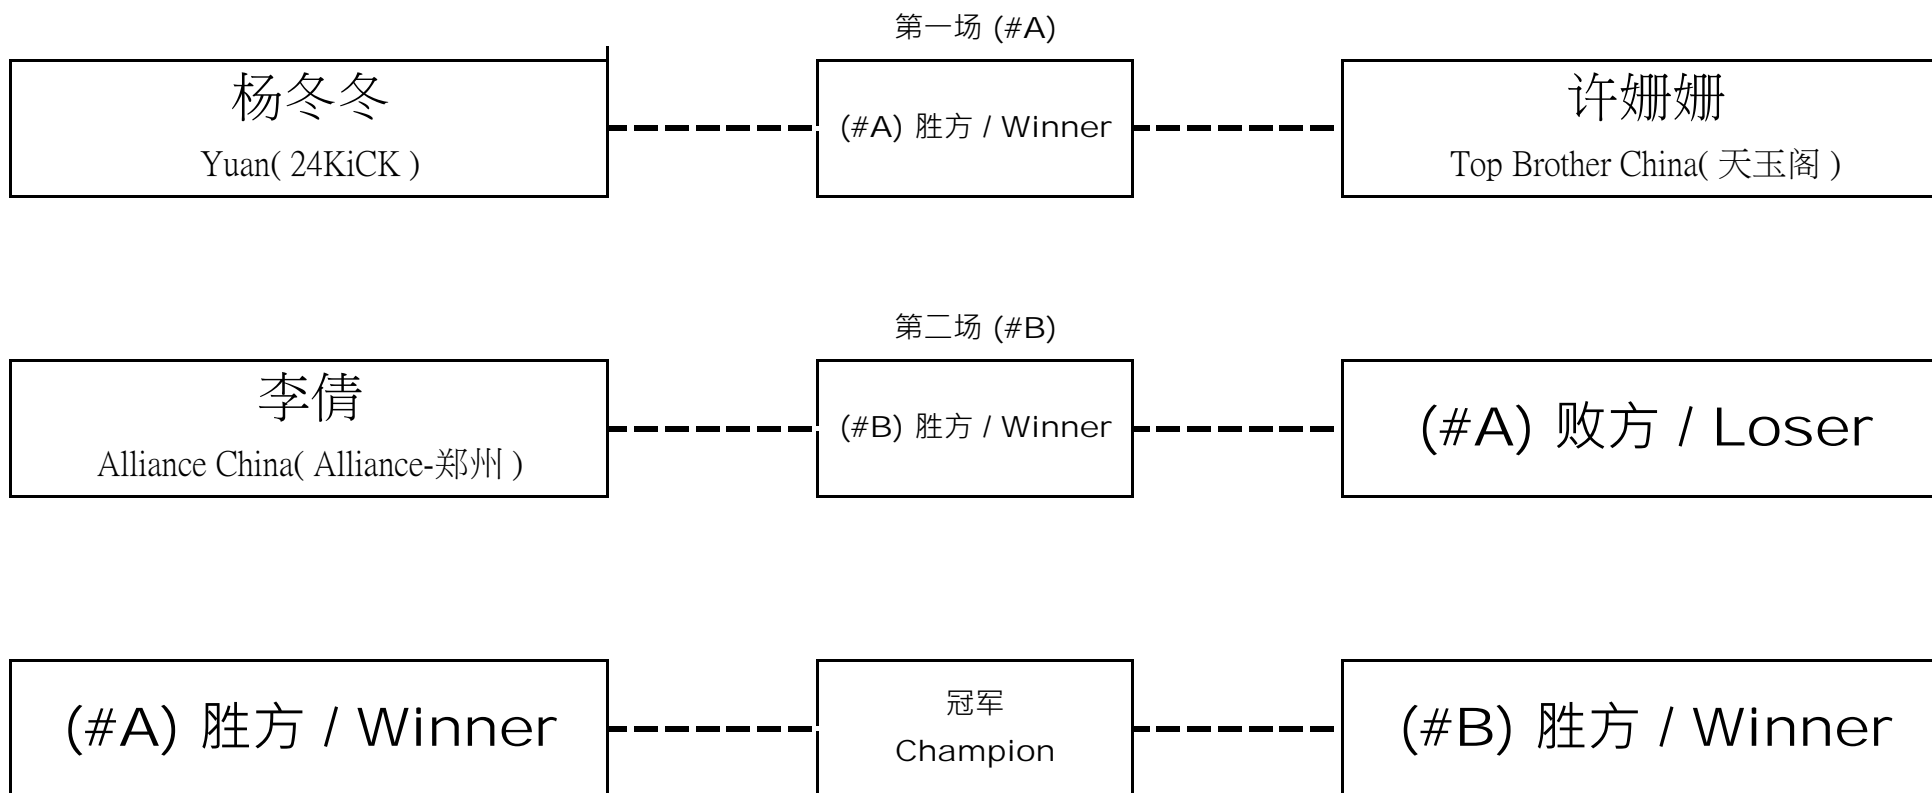 第一场 (#A)
杨冬冬
Yuan( 24KiCK )
(#A) 胜方 / Winner
许姗姗
Top Brother China( 天玉阁 )
第二场 (#B)
李倩
Alliance China( Alliance-郑州 )
(#B) 胜方 / Winner
(#A) 败方 / Loser
(#A) 胜方 / Winner
冠军
Champion
(#B) 胜方 / Winner